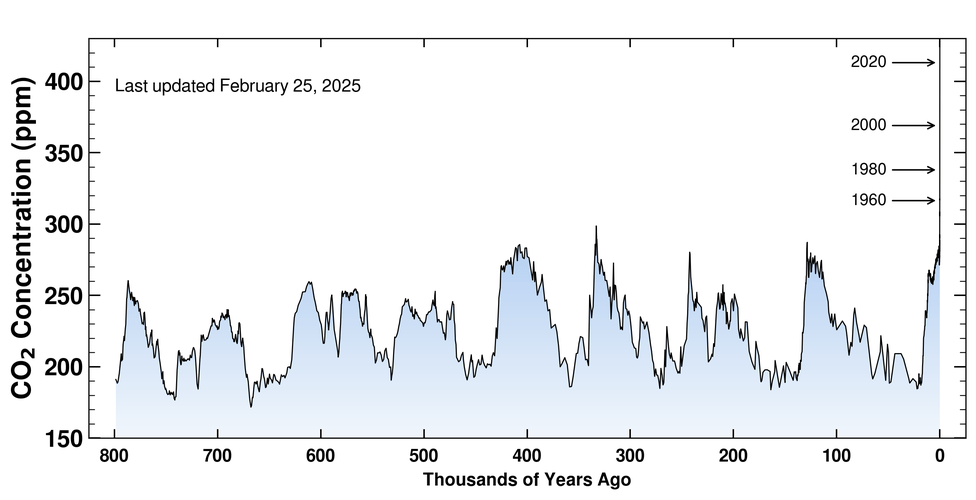 Last updated February 25, 2025
2020
2000
1980
1960
CO₂ Concentration (ppm)
400
350
300
250
200
150
800 700 600 500 400 300 200 100 0
Thousands of Years Ago